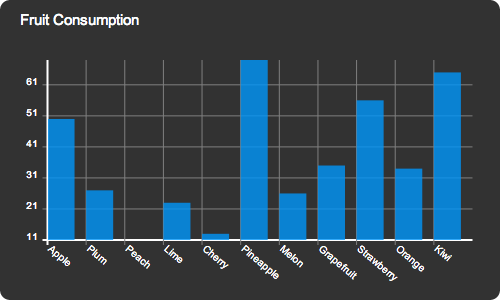 Fruit Consumption
61
51
41
31
21
11
Apple
Plum
Peach
Lime
Cherry
Pineapple
Melon
Grapefruit
Strawberry
Orange
Kiwi